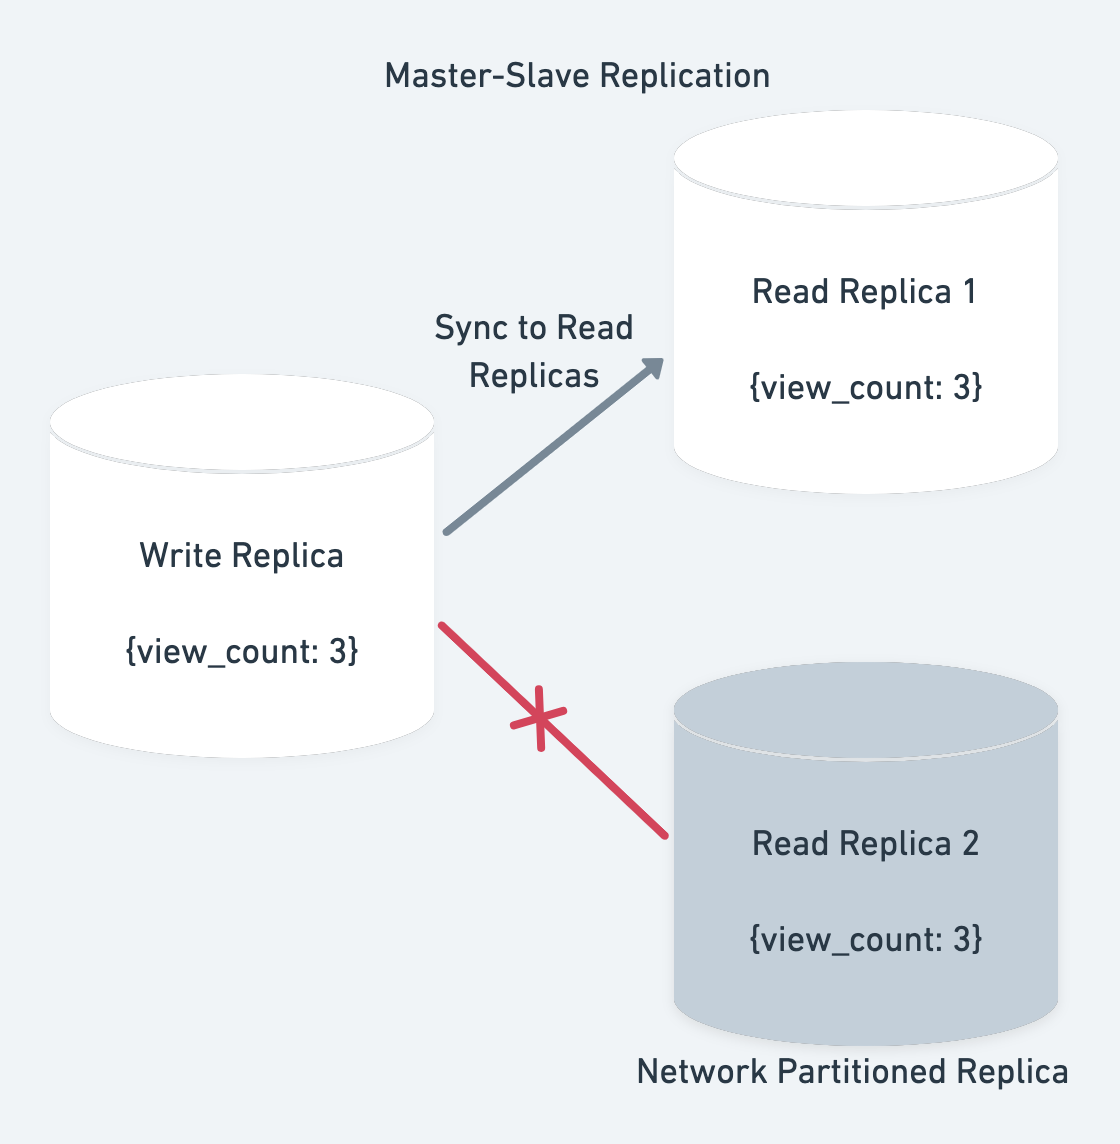 Master-Slave Replication
Read Replica 1
{view_count: 3}
Sync to Read
Replicas
Write Replica
{view_count: 3}
Read Replica 2
{view_count: 3}
Network Partitioned Replica